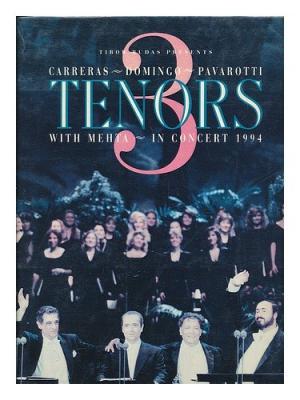 TIBOR RUDAS PRESENTS
CARRERAS ~ DOMINGO ~ PAVAROTTI
3
TENORS
WITH MEHTA ~ IN CONCERT 1994